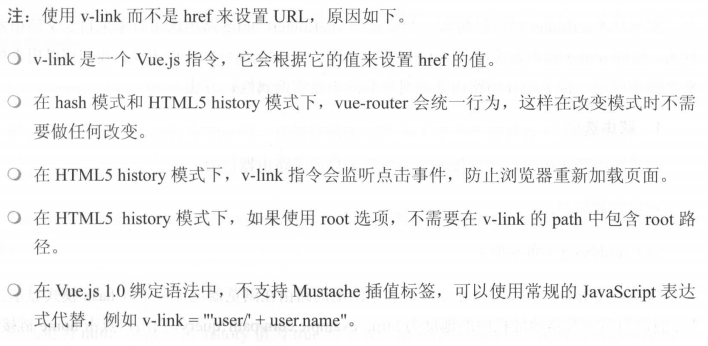 注：使用 v-link 而不是 href 来设置 URL，原因如下。
v-link 是一个 Vue.js 指令，它会根据它的值来设置 href 的值。
在 hash 模式和 HTML5 history 模式下，vue-router 会统一行为，这样在改变模式时不需
要做任何改变。
在 HTML5 history 模式下，v-link 指令会监听点击事件，防止浏览器重新加载页面。
在 HTML5 history 模式下，如果使用 root 选项，不需要在 v-link 的 path 中包含 root 路
径。
在 Vue.js 1.0 绑定语法中，不支持 Mustache 插值标签，可以使用常规的 JavaScript 表达
式代替，例如 v-link = "'user/' + user.name"。